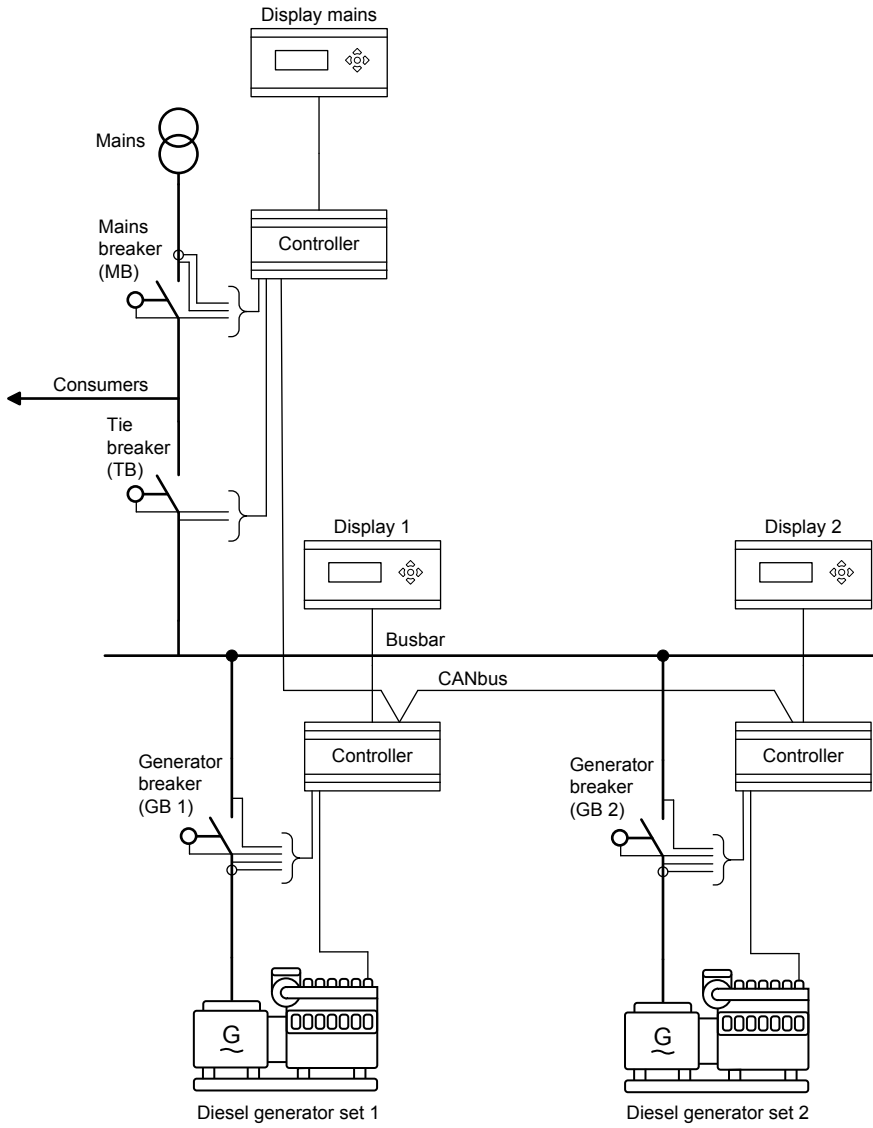 Display mains
Mains
Mains
breaker
(MB)
Controller
Consumers
Tie
breaker
(TB)
Display 1
Display 2
Busbar
CANbus
Generator
breaker
(GB 1)
Controller
Generator
breaker
(GB 2)
Controller
G
G
Diesel generator set 1
Diesel generator set 2